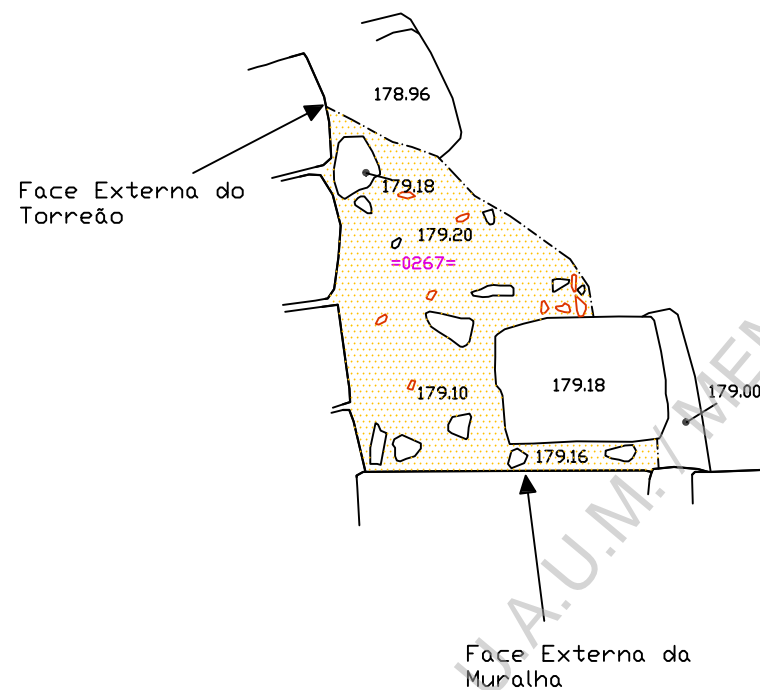 178.96
179.18
Face Externa do
Torreão
179.20
=0267=
179.18
179.00
179.10
179.16
U.A.U.M. / MEM
Face Externa da
Muralha